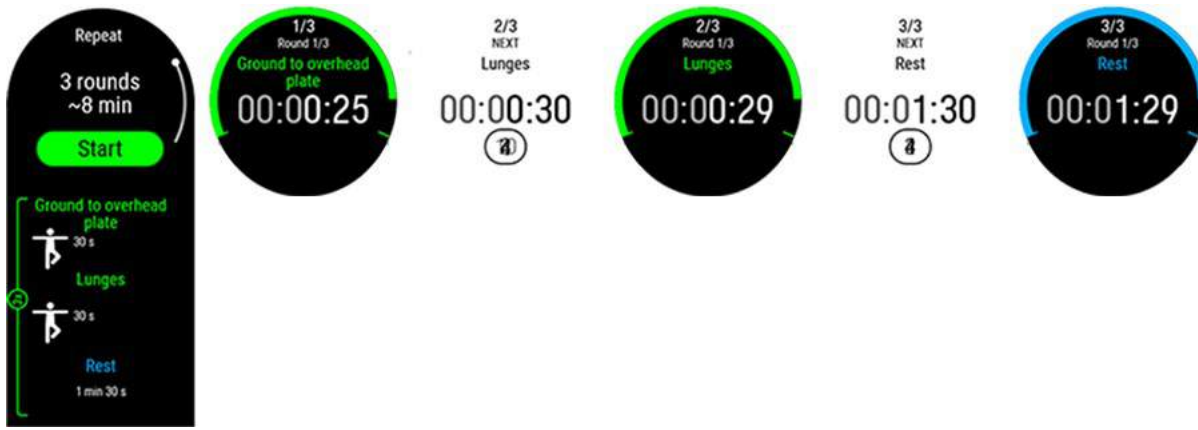 Repeat
3 rounds
~8 min
Start
Ground to overhead
plate
30 s
Lunges
30 s
Rest
1 min 30 s
1/3
Round 1/3
Ground to overhead
plate
00:00:25
2/3
NEXT
Lunges
00:00:30
2/3
Round 1/3
Lunges
00:00:29
3/3
NEXT
Rest
00:01:30
3/3
Round 1/3
Rest
00:01:29